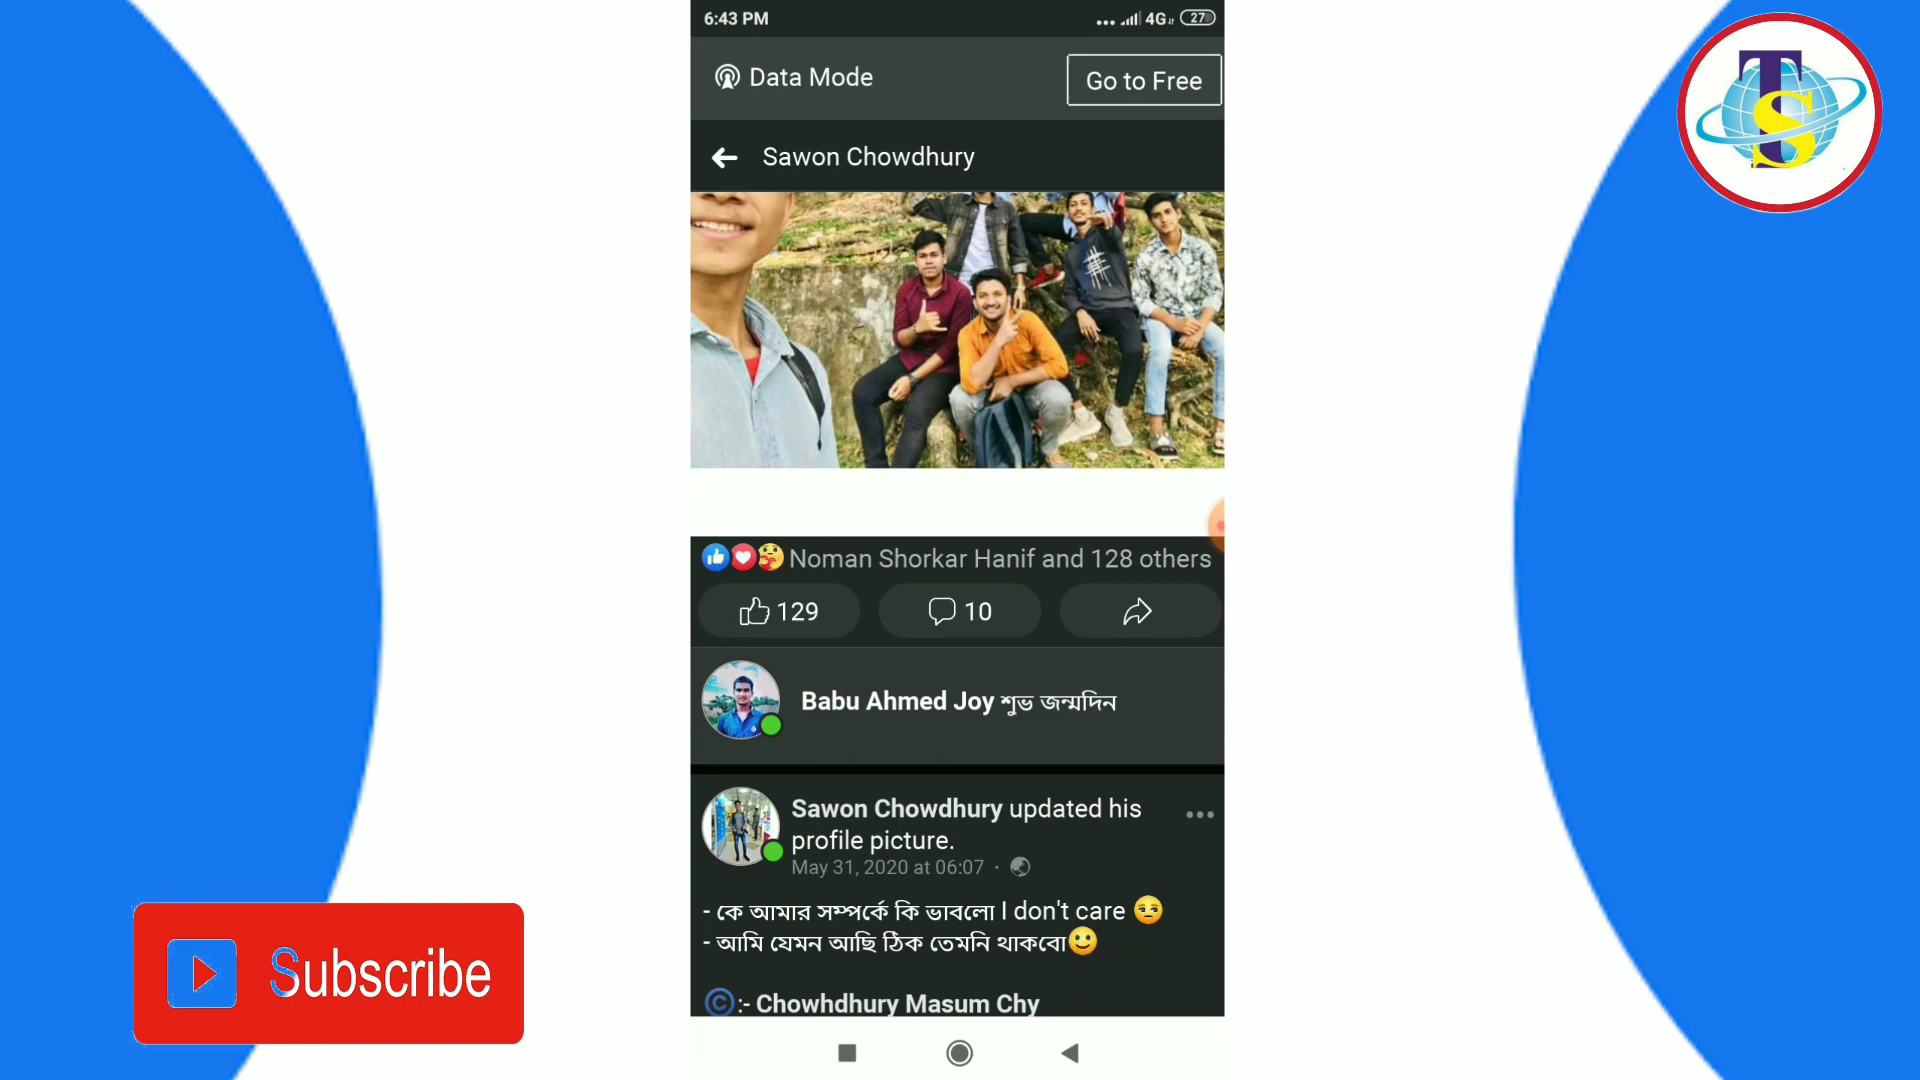 6:43 PM
4G 27
Data Mode
Go to Free
TS
Sawon Chowdhury
Noman Shorkar Hanif and 128 others
129
10
Babu Ahmed Joy শুভ জন্মদিন
Sawon Chowdhury updated his
profile picture.
May 31, 2020 at 06:07 ·
- কে আমার সম্পর্কে কি ভাবলো I don't care 😒
- আমি যেমন আছি ঠিক তেমনি থাকবো🙂
©:- Chowhdhury Masum Chy
Subscribe